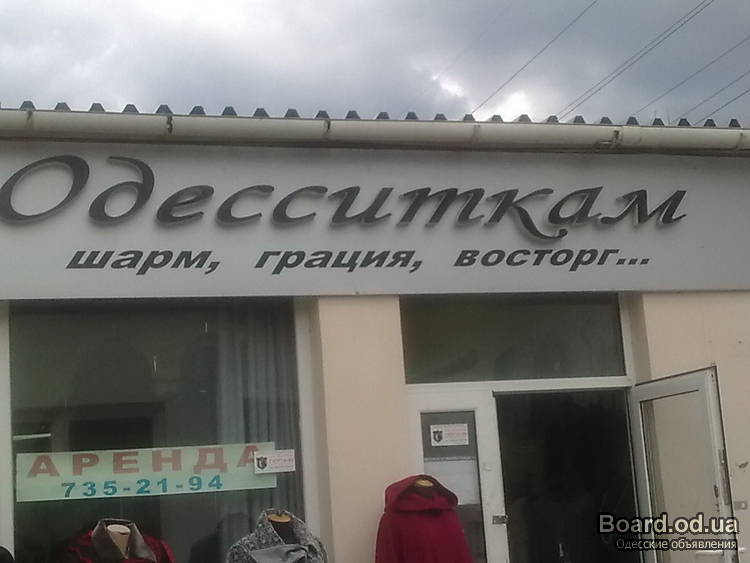 Одесситкам
шарм, грация, восторг...
АРЕНДА
735-21-94
Board.od.ua
Одесские объявления